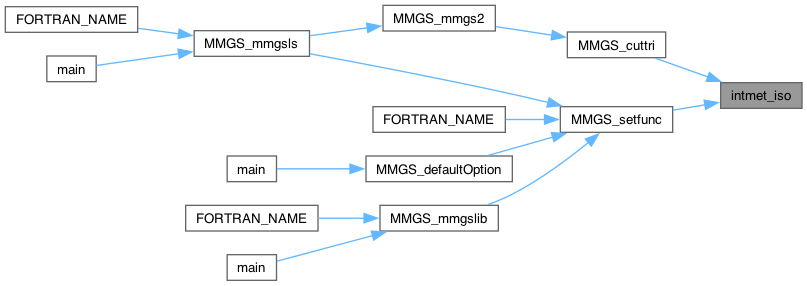 FORTRAN_NAME
MMGS_mmgs2
MMGS_mmgsls
MMGS_cuttri
main
intmet_iso
FORTRAN_NAME
MMGS_setfunc
main
MMGS_defaultOption
FORTRAN_NAME
MMGS_mmgslib
main